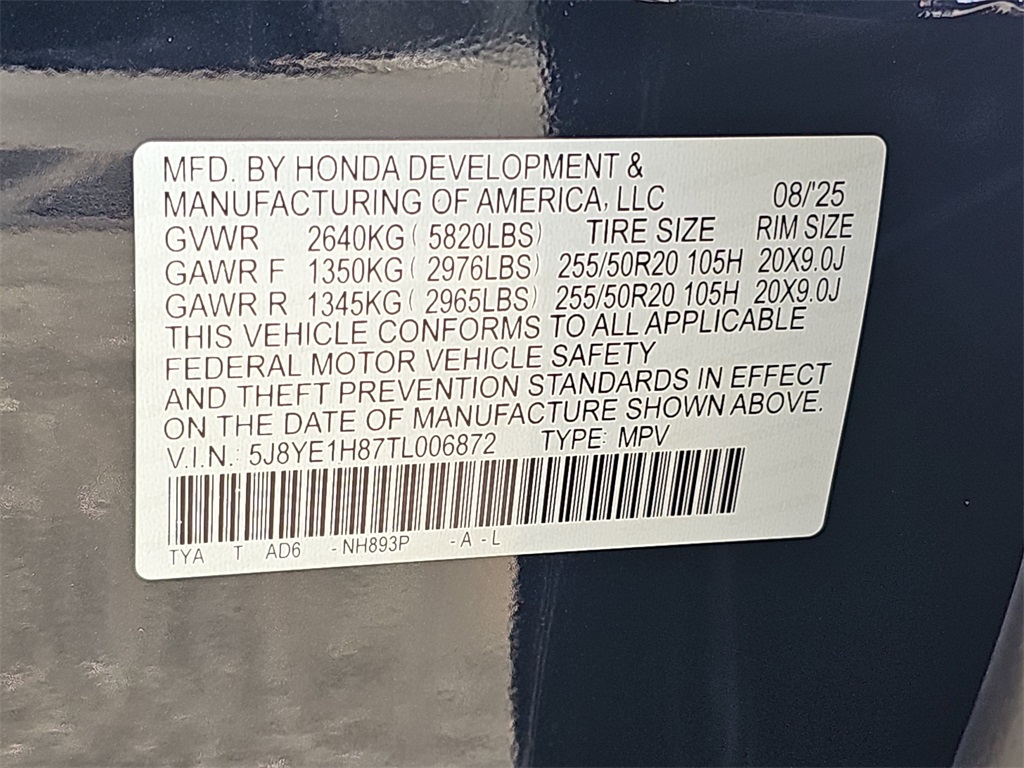 MFD. BY HONDA DEVELOPMENT &
MANUFACTURING OF AMERICA, LLC 08/'25
GVWR 2640KG ( 5820LBS) TIRE SIZE RIM SIZE
GAWR F 1350KG ( 2976LBS) 255/50R20 105H 20X9.0J
GAWR R 1345KG ( 2965LBS) 255/50R20 105H 20X9.0J
THIS VEHICLE CONFORMS TO ALL APPLICABLE
FEDERAL MOTOR VEHICLE SAFETY
AND THEFT PREVENTION STANDARDS IN EFFECT
ON THE DATE OF MANUFACTURE SHOWN ABOVE.
V.I.N.: 5J8YE1H87TL006872 TYPE: MPV
TYA T AD6 -NH893P -A -L